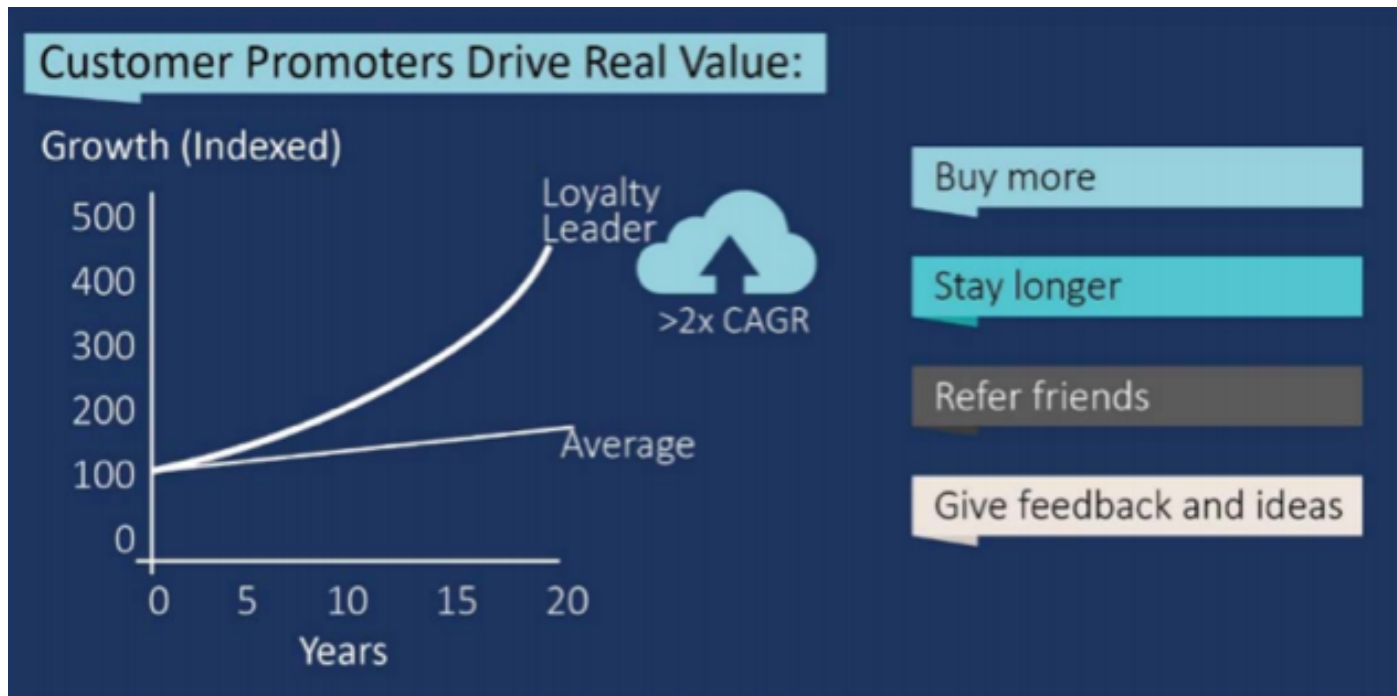 Customer Promoters Drive Real Value:
Growth (Indexed)
500
400
300
200
100
0
0 5 10 15 20
Years
Loyalty
Leader
>2x CAGR
Average
Buy more
Stay longer
Refer friends
Give feedback and ideas